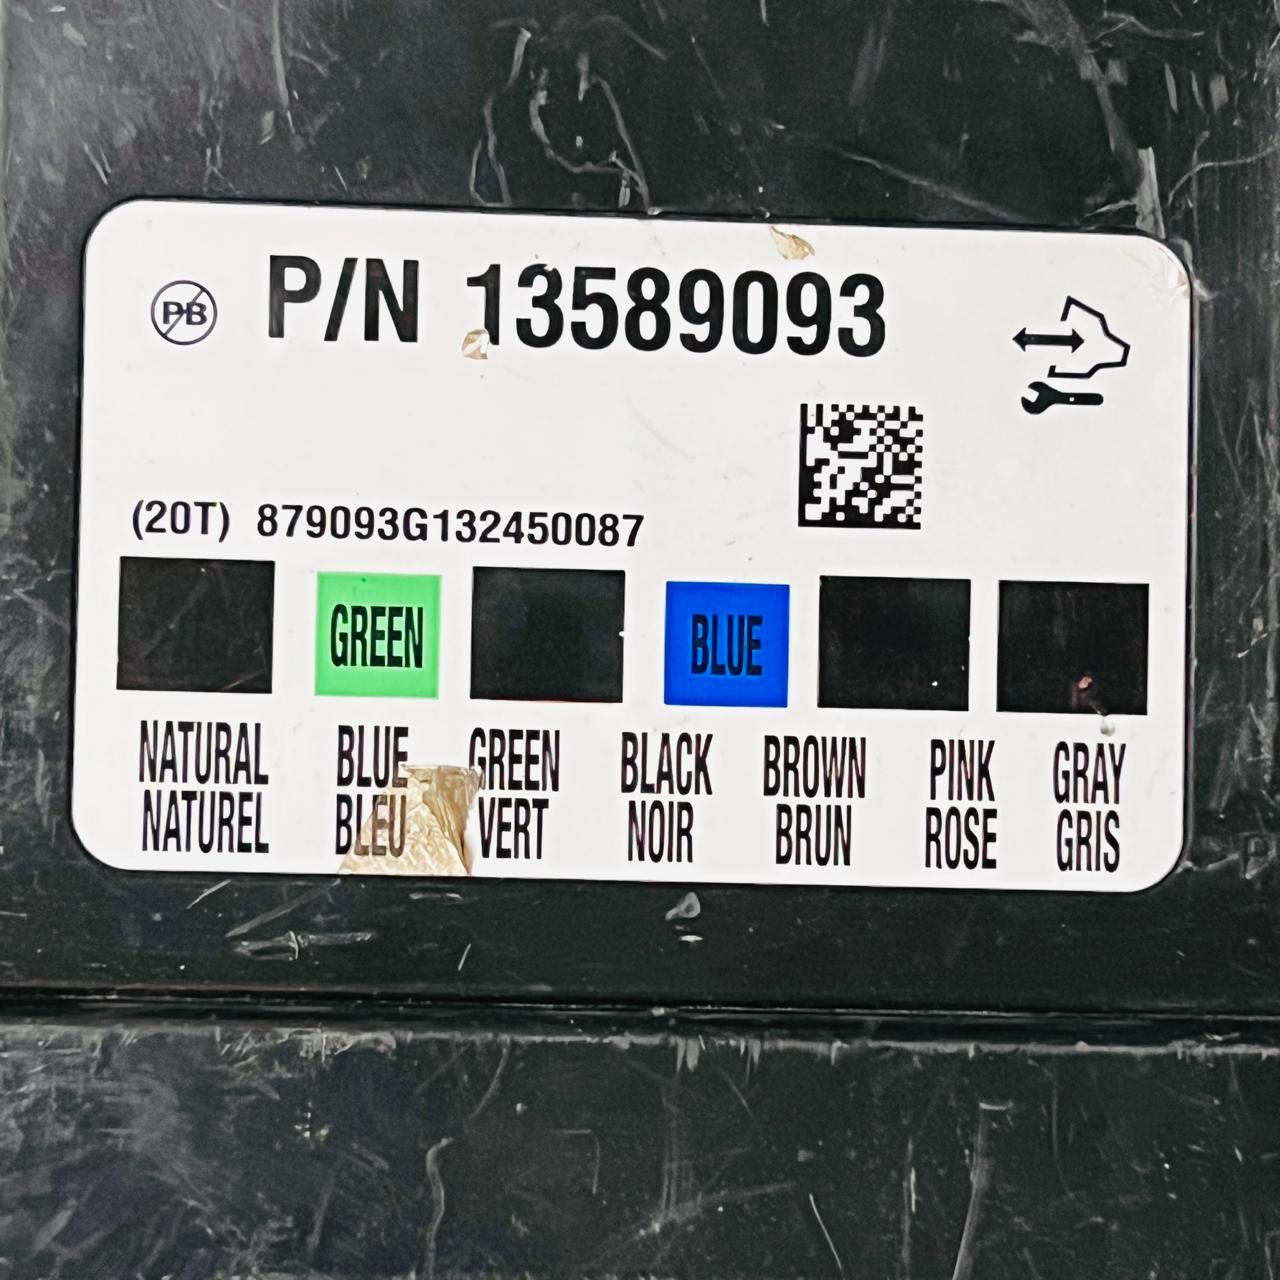 PB P/N 13589093
(20T) 879093G132450087
GREEN BLUE
NATURAL BLUE GREEN BLACK BROWN PINK GRAY
NATUREL BLEU VERT NOIR BRUN ROSE GRIS